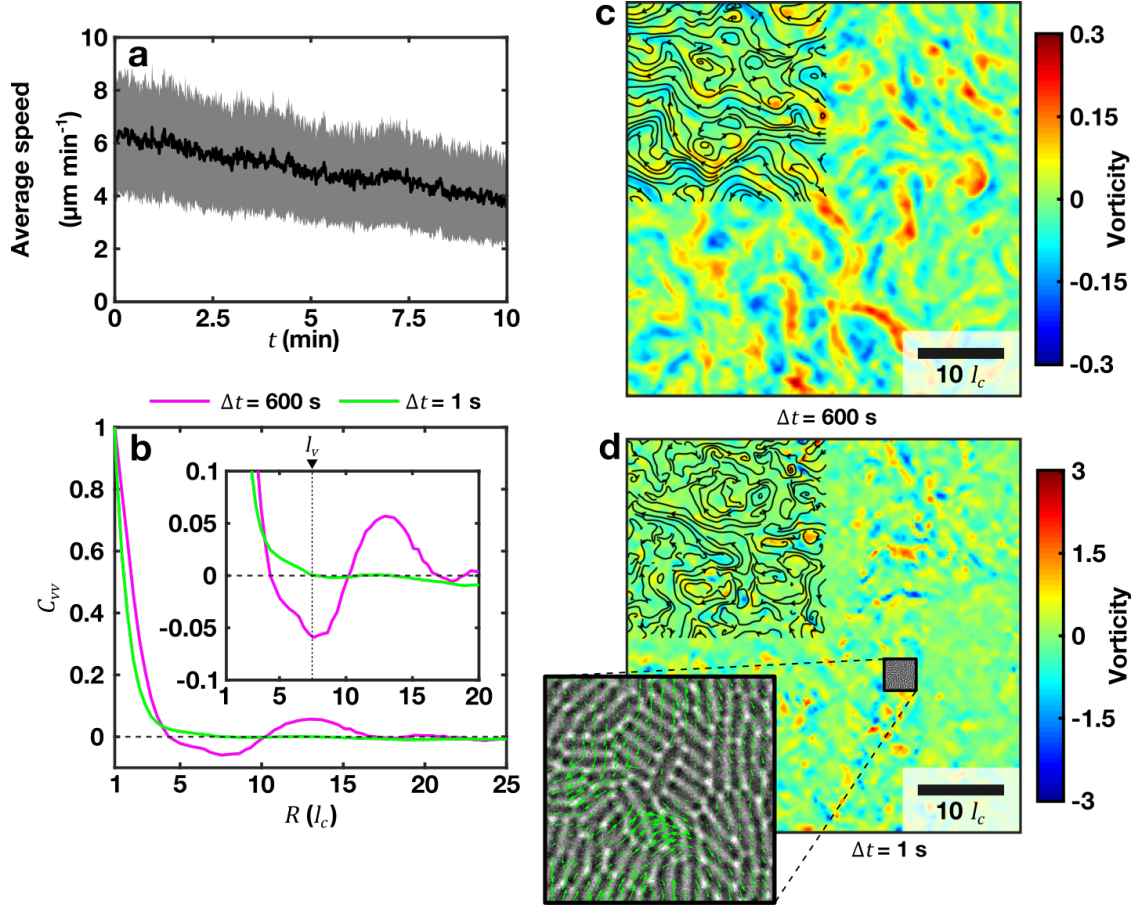 a
10
8
6
4
2
0
Average speed
(µm min⁻¹)
0
2.5
5
7.5
10
t (min)
Δt = 600 s
Δt = 1 s
b
1
0.8
0.6
0.4
0.2
0
C_vv
1
5
10
15
20
25
R (l_c)
l_v
0.1
0.05
0
-0.05
-0.1
1
5
10
15
20
c
10 l_c
Δt = 600 s
0.3
0.15
0
-0.15
-0.3
Vorticity
d
10 l_c
Δt = 1 s
3
1.5
0
-1.5
-3
Vorticity